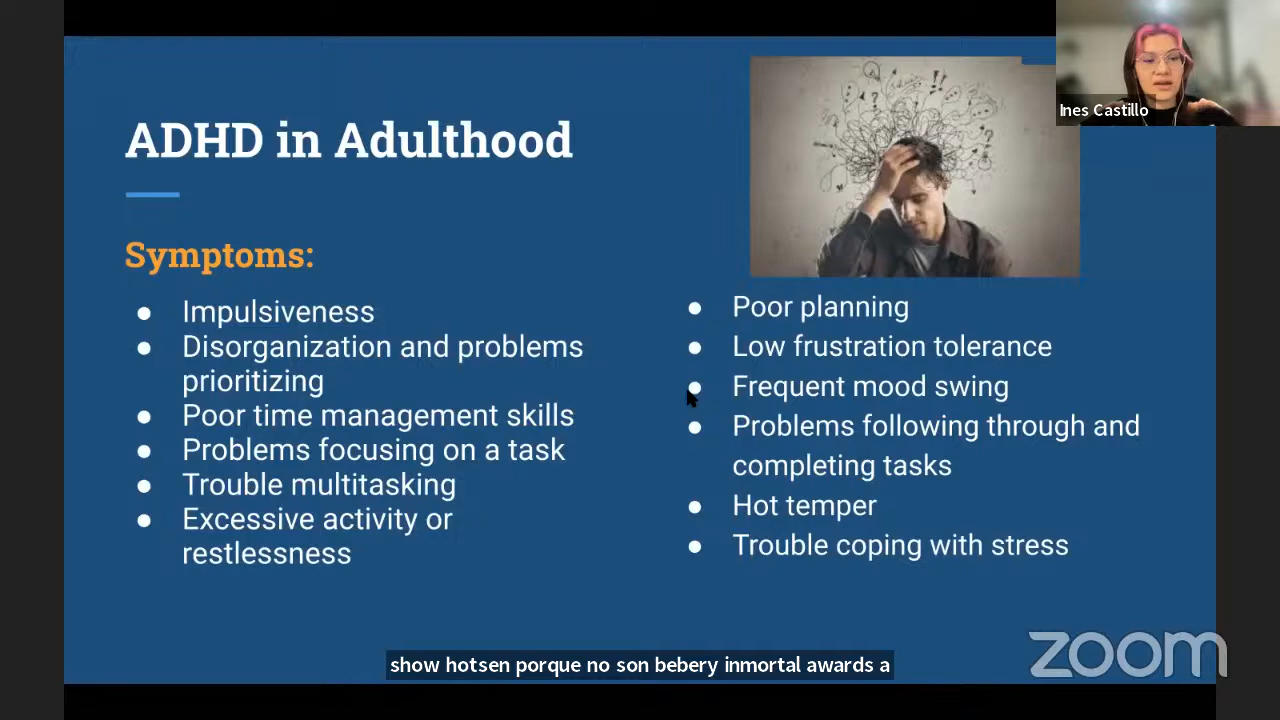 Ines Castillo
ADHD in Adulthood
Symptoms:
● Impulsiveness
● Disorganization and problems
prioritizing
● Poor time management skills
● Problems focusing on a task
● Trouble multitasking
● Excessive activity or
restlessness
● Poor planning
● Low frustration tolerance
● Frequent mood swing
● Problems following through and
completing tasks
● Hot temper
● Trouble coping with stress
show hotsen porque no son bebery inmortal awards a
zoom